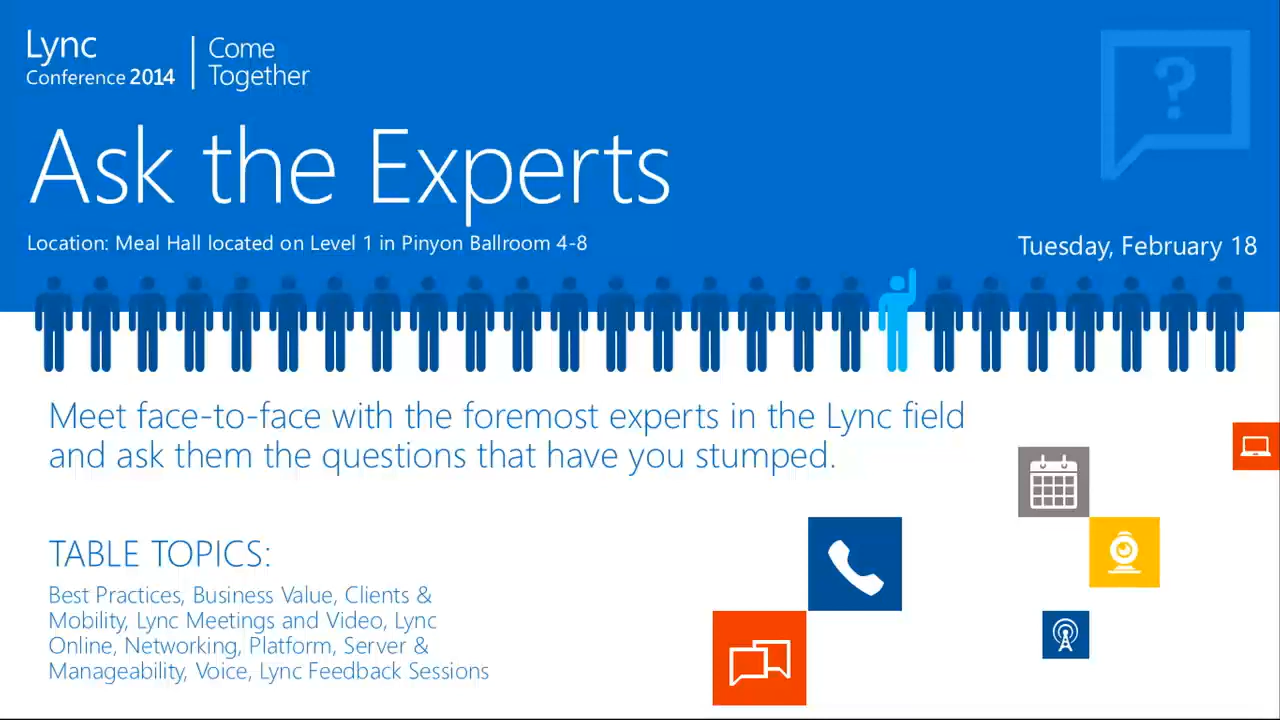 Lync
Conference 2014
Come
Together
?
Ask the Experts
Location: Meal Hall located on Level 1 in Pinyon Ballroom 4-8
Tuesday, February 18
Meet face-to-face with the foremost experts in the Lync field
and ask them the questions that have you stumped.
TABLE TOPICS:
Best Practices, Business Value, Clients &
Mobility, Lync Meetings and Video, Lync
Online, Networking, Platform, Server &
Manageability, Voice, Lync Feedback Sessions